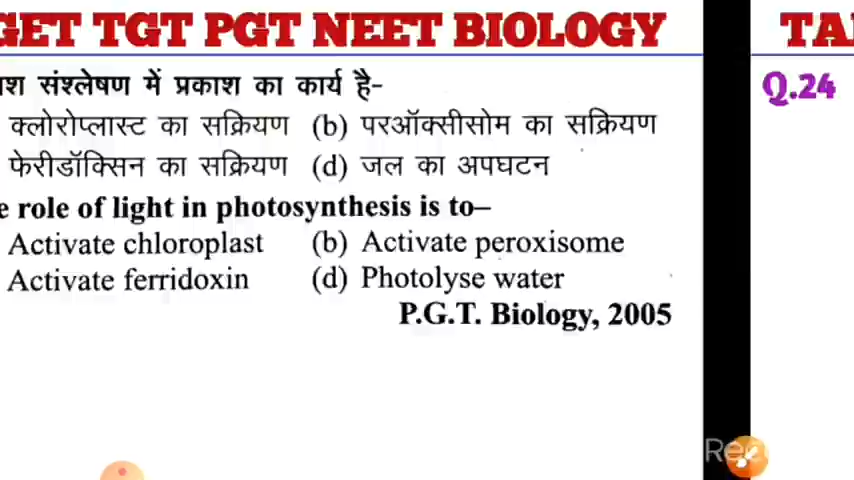 GET TGT PGT NEET BIOLOGY
संश्लेषण में प्रकाश का कार्य है-
क्लोरोप्लास्ट का सक्रियण (b) परऑक्सीसोम का सक्रियण
फेरीडॉक्सिन का सक्रियण (d) जल का अपघटन
role of light in photosynthesis is to–
Activate chloroplast (b) Activate peroxisome
Activate ferridoxin (d) Photolyse water
P.G.T. Biology, 2005
Q.24